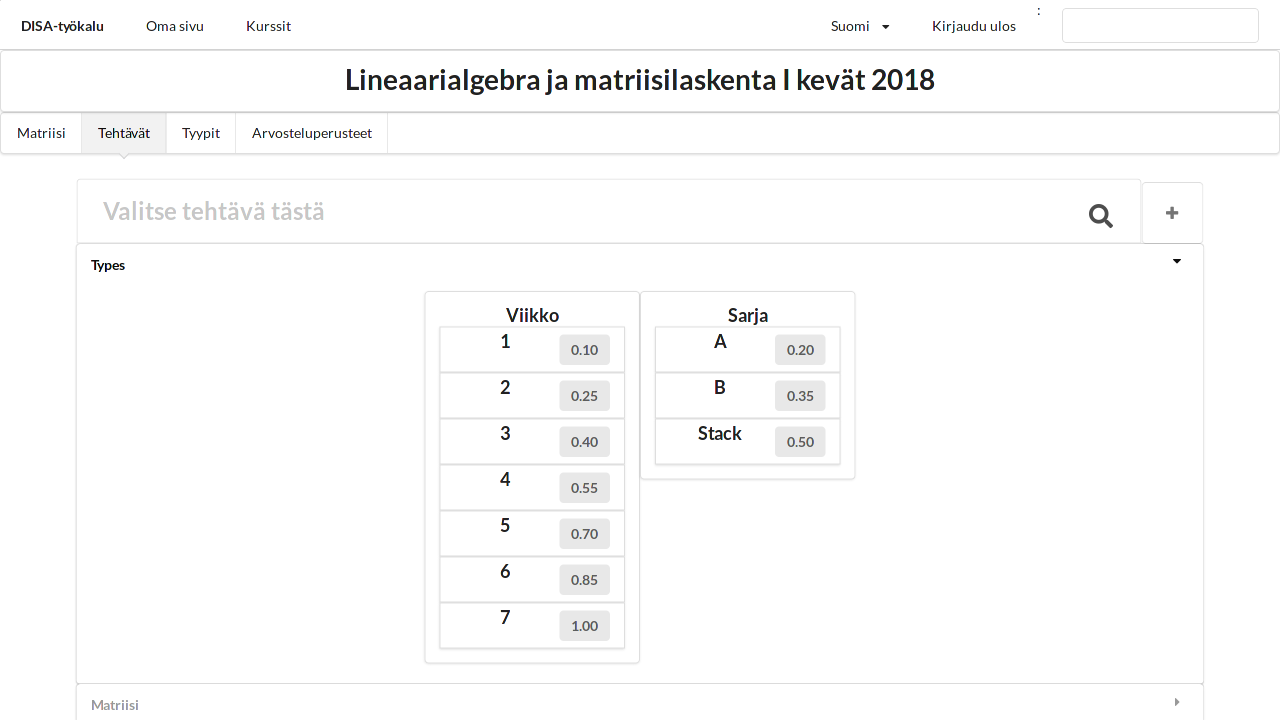 DISA-työkalu Oma sivu Kurssit Suomi Kirjaudu ulos :
Lineaarialgebra ja matriisilaskenta I kevät 2018
Matriisi Tehtävät Tyypit Arvosteluperusteet
Valitse tehtävä tästä
Types
Viikko
1 0.10
2 0.25
3 0.40
4 0.55
5 0.70
6 0.85
7 1.00
Sarja
A 0.20
B 0.35
Stack 0.50
Matriisi